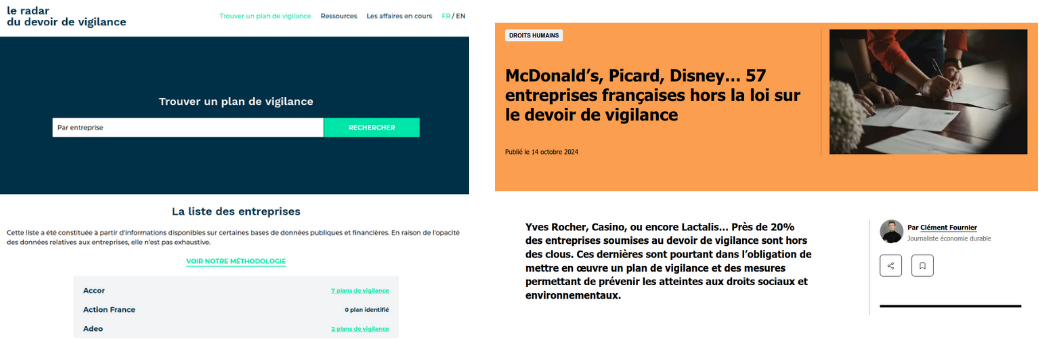 le radar
du devoir de vigilance
Trouver un plan de vigilance
Ressources
Les affaires en cours
FR / EN
Trouver un plan de vigilance
Par entreprise
RECHERCHER
La liste des entreprises
Cette liste a été constituée à partir d'informations disponibles sur certaines bases de données publiques et financières. En raison de l'opacité
des données relatives aux entreprises, elle n'est pas exhaustive.
VOIR NOTRE MÉTHODOLOGIE
Accor
7 plans de vigilance
Action France
0 plan identifié
Adeo
2 plans de vigilance
DROITS HUMAINS
McDonald's, Picard, Disney... 57
entreprises françaises hors la loi sur
le devoir de vigilance
Publié le 14 octobre 2024
Yves Rocher, Casino, ou encore Lactalis... Près de 20%
des entreprises soumises au devoir de vigilance sont hors
des clous. Ces dernières sont pourtant dans l'obligation de
mettre en œuvre un plan de vigilance et des mesures
permettant de prévenir les atteintes aux droits sociaux et
environnementaux.
Par Clément Fournier
Journaliste économie durable